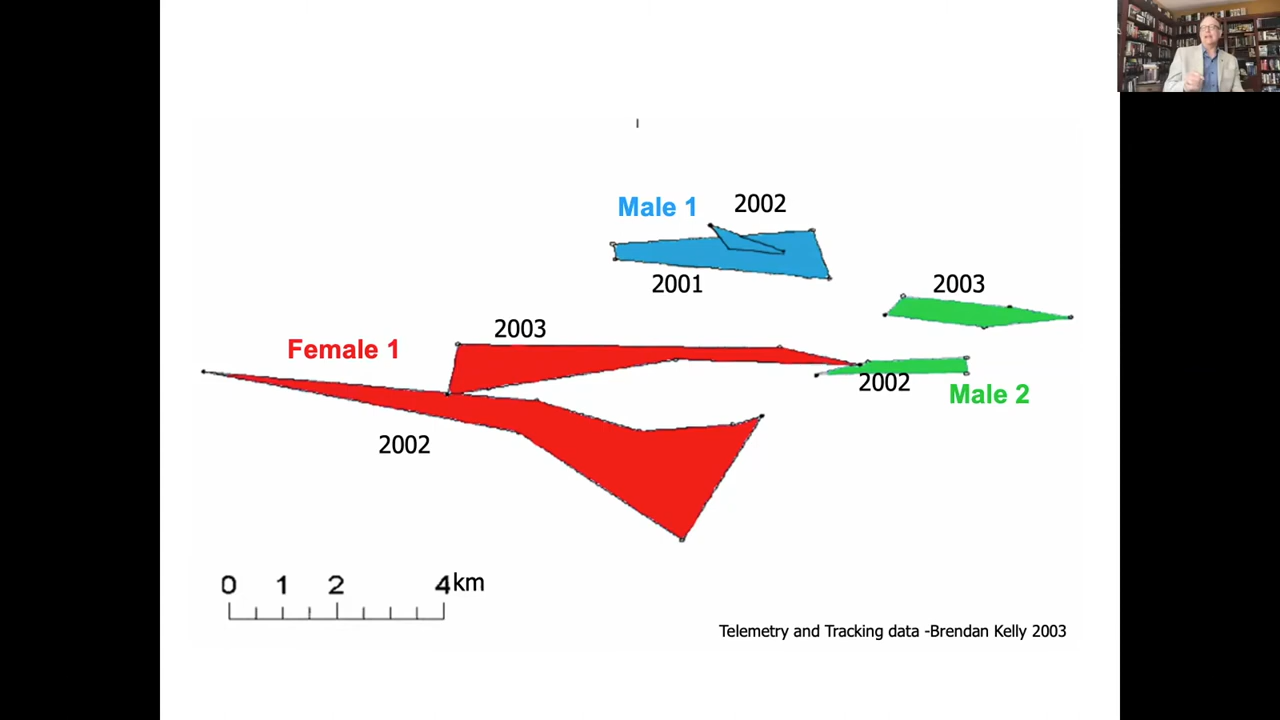 Male 1
2002
2001
2003
2003
Female 1
2002
Male 2
2002
0 1 2 4km
Telemetry and Tracking data -Brendan Kelly 2003